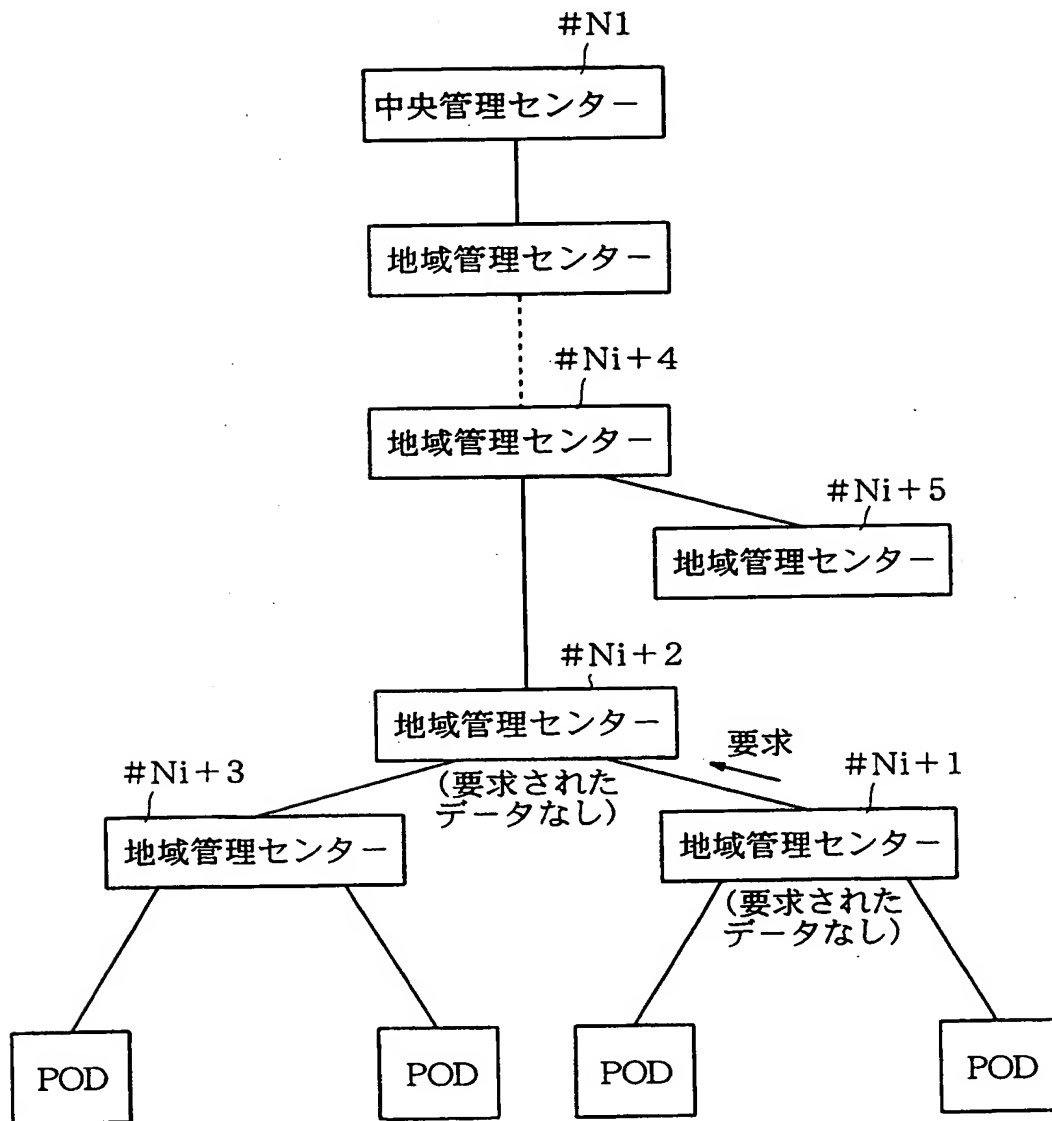 #N1
中央管理センター
地域管理センター
#Ni+4
地域管理センター
#Ni+5
地域管理センター
#Ni+2
地域管理センター
要求
#Ni+3
(要求された
データなし)
#Ni+1
地域管理センター
地域管理センター
(要求された
データなし)
POD
POD
POD
POD